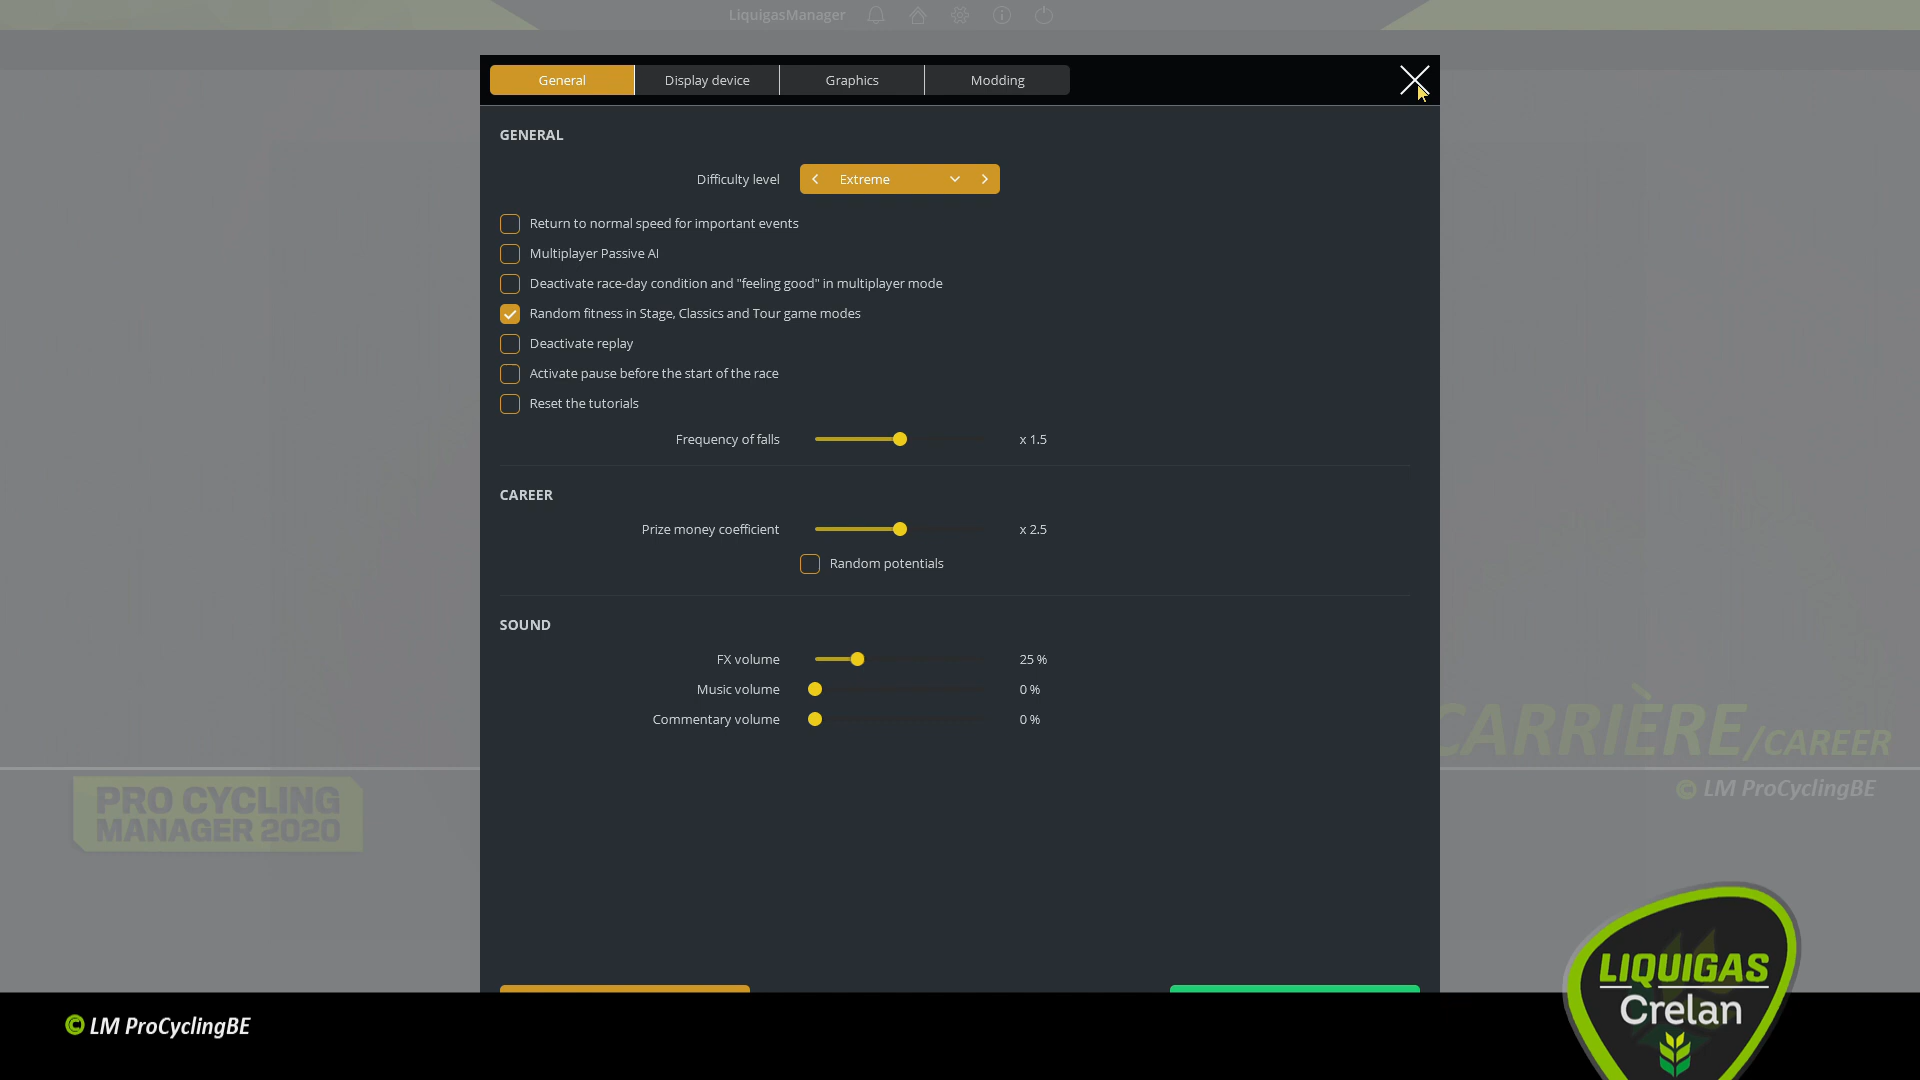 LiquigasManager
General
Display device
Graphics
Modding
GENERAL
Difficulty level
Extreme
Return to normal speed for important events
Multiplayer Passive AI
Deactivate race-day condition and "feeling good" in multiplayer mode
Random fitness in Stage, Classics and Tour game modes
Deactivate replay
Activate pause before the start of the race
Reset the tutorials
Frequency of falls
x 1.5
CAREER
Prize money coefficient
x 2.5
Random potentials
SOUND
FX volume
25 %
Music volume
0 %
Commentary volume
0 %
CARRIÈRE/CAREER
© LM ProCyclingBE
PRO CYCLING
MANAGER 2020
LIQUIGAS
Crelan
© LM ProCyclingBE